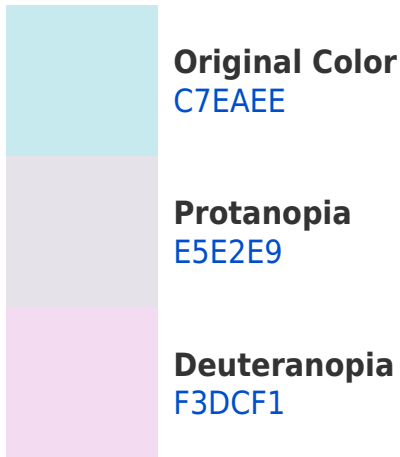 Original Color
C7EAEE
Protanopia
E5E2E9
Deuteranopia
F3DCF1